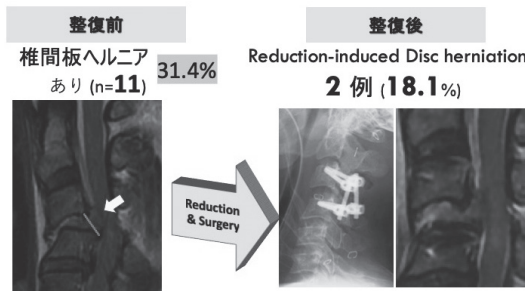 整復前
椎間板ヘルニア
あり (n=11)
31.4%
Reduction
& Surgery
整復後
Reduction-induced Disc herniation
2 例 (18.1%)